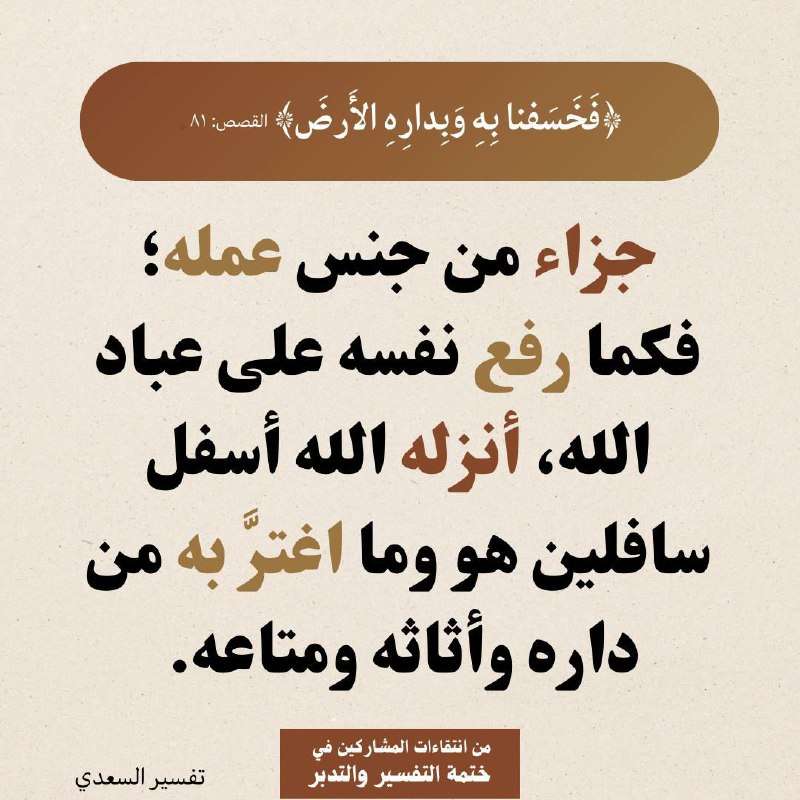 ﴿فَخَسَفنا بِهِ وَبِدارِهِ الأَرضَ﴾ القصص: ٨١
جزاء من جنس عمله؛
فكما رفع نفسه على عباد
الله، أنزله الله أسفل
سافلين هو وما اغترَّ به من
داره وأثاثه ومتاعه.
من انتقاءات المشاركين في
ختمة التفسير والتدبر
تفسير السعدي